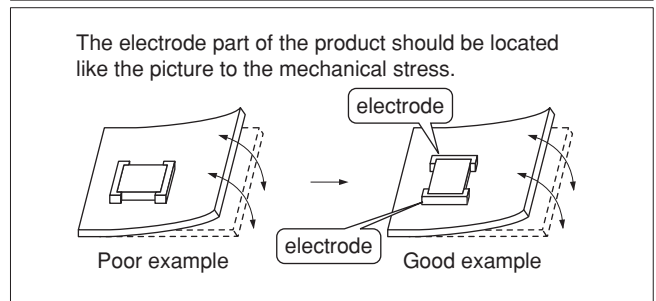 The electrode part of the product should be located
like the picture to the mechanical stress.
electrode
electrode
Poor example
Good example